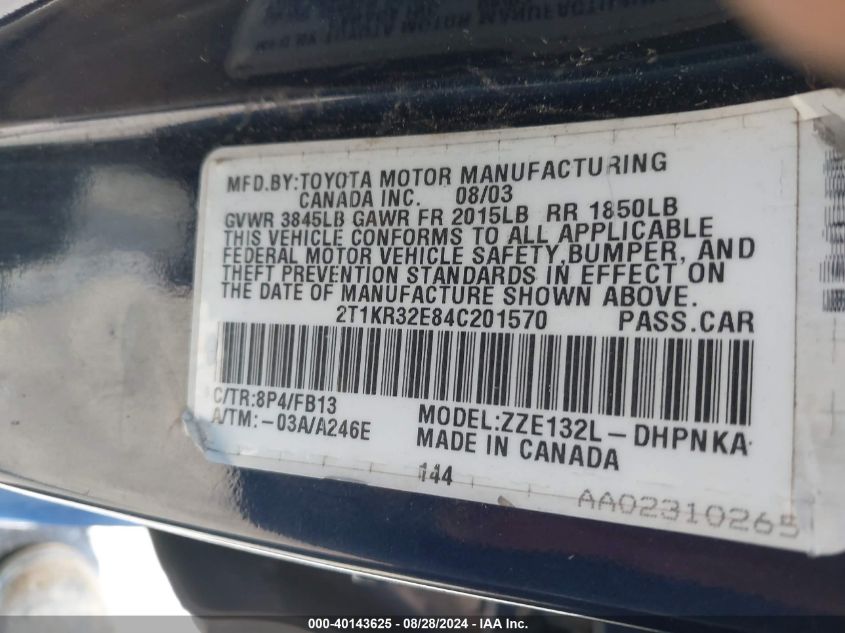 MFD.BY:TOYOTA MOTOR MANUFACTURING
CANADA INC. 08/03
GVWR 3845LB GAWR FR 2015LB RR 1850LB
THIS VEHICLE CONFORMS TO ALL APPLICABLE
FEDERAL MOTOR VEHICLE SAFETY,BUMPER, AND
THEFT PREVENTION STANDARDS IN EFFECT ON
THE DATE OF MANUFACTURE SHOWN ABOVE.
2T1KR32E84C201570 PASS.CAR
C/TR:8P4/FB13
A/TM:-03A/A246E
MODEL:ZZE132L-DHPNKA
MADE IN CANADA
144
AA02310265
000-40143625 - 08/28/2024 - IAA, Inc.